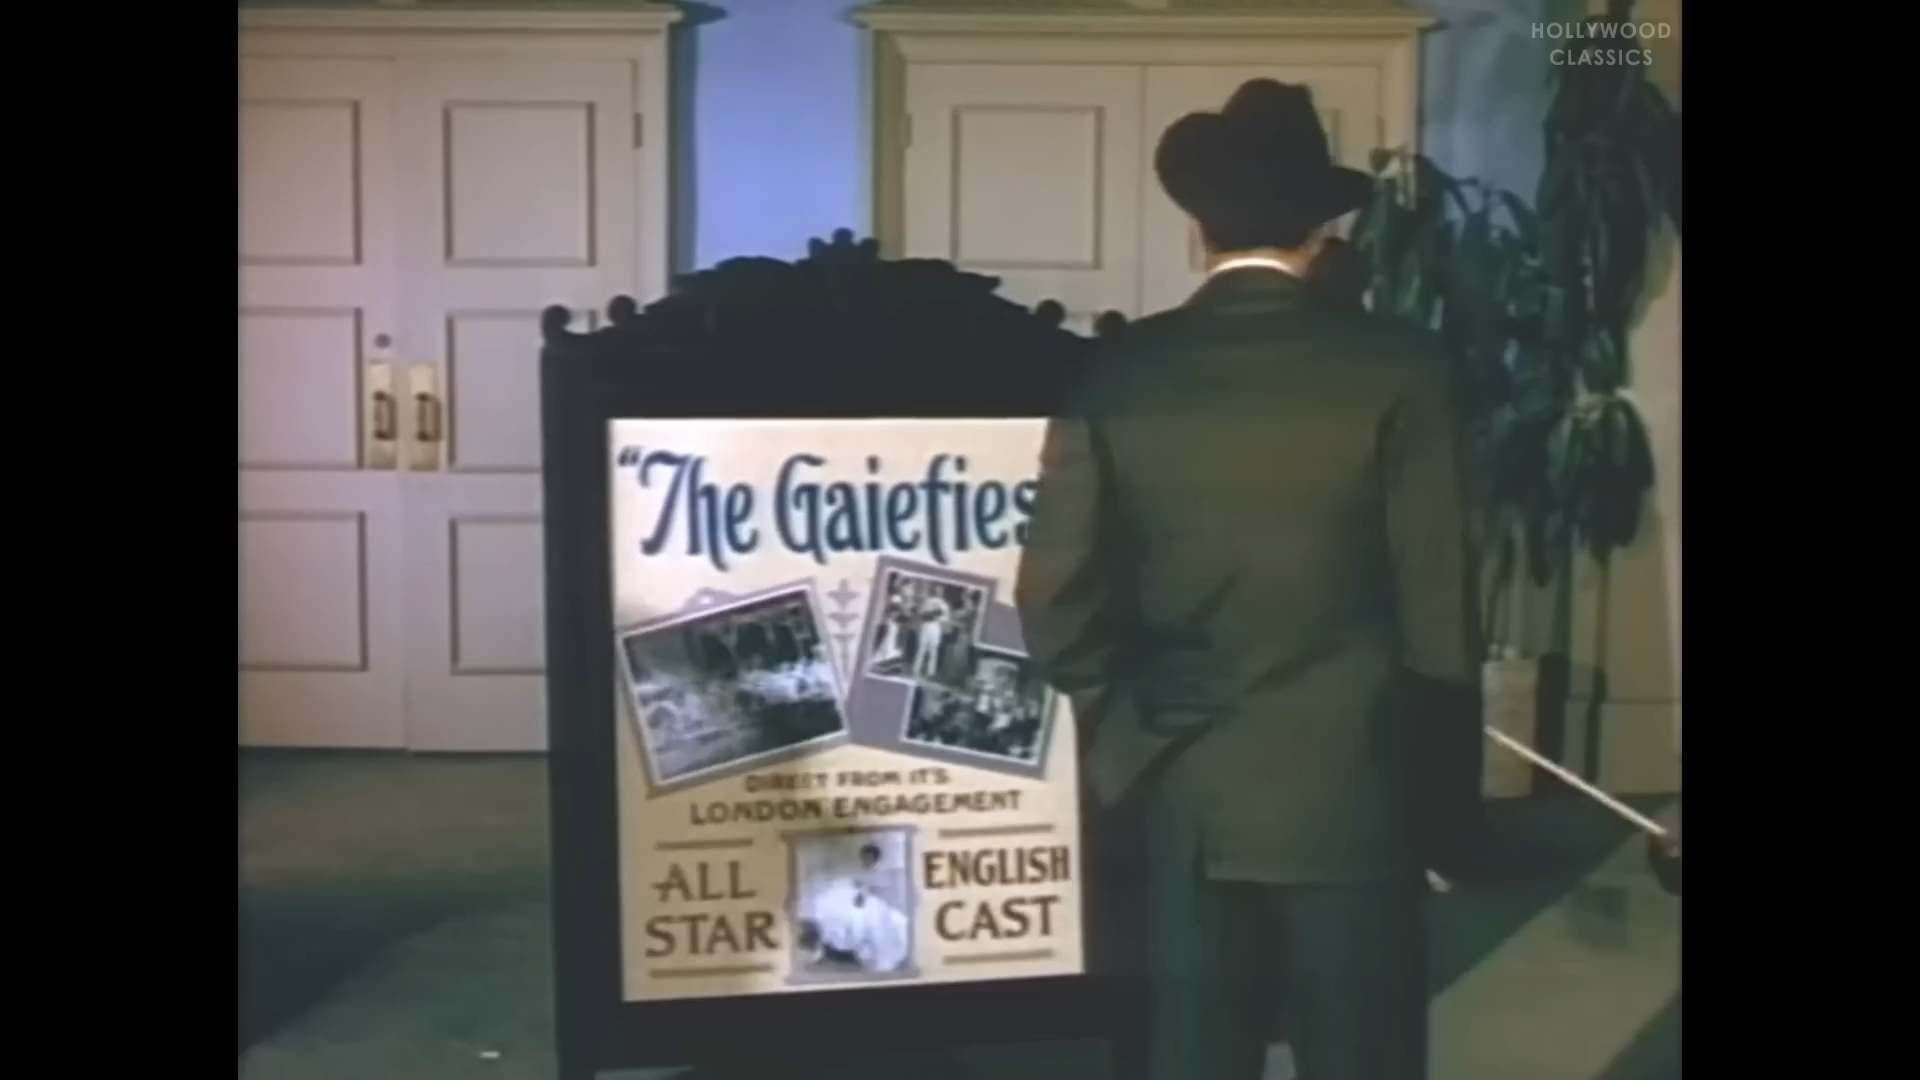 HOLLYWOOD
CLASSICS
"The Gaieties
DIRECT FROM IT'S
LONDON ENGAGEMENT
ALL
STAR
ENGLISH
CAST